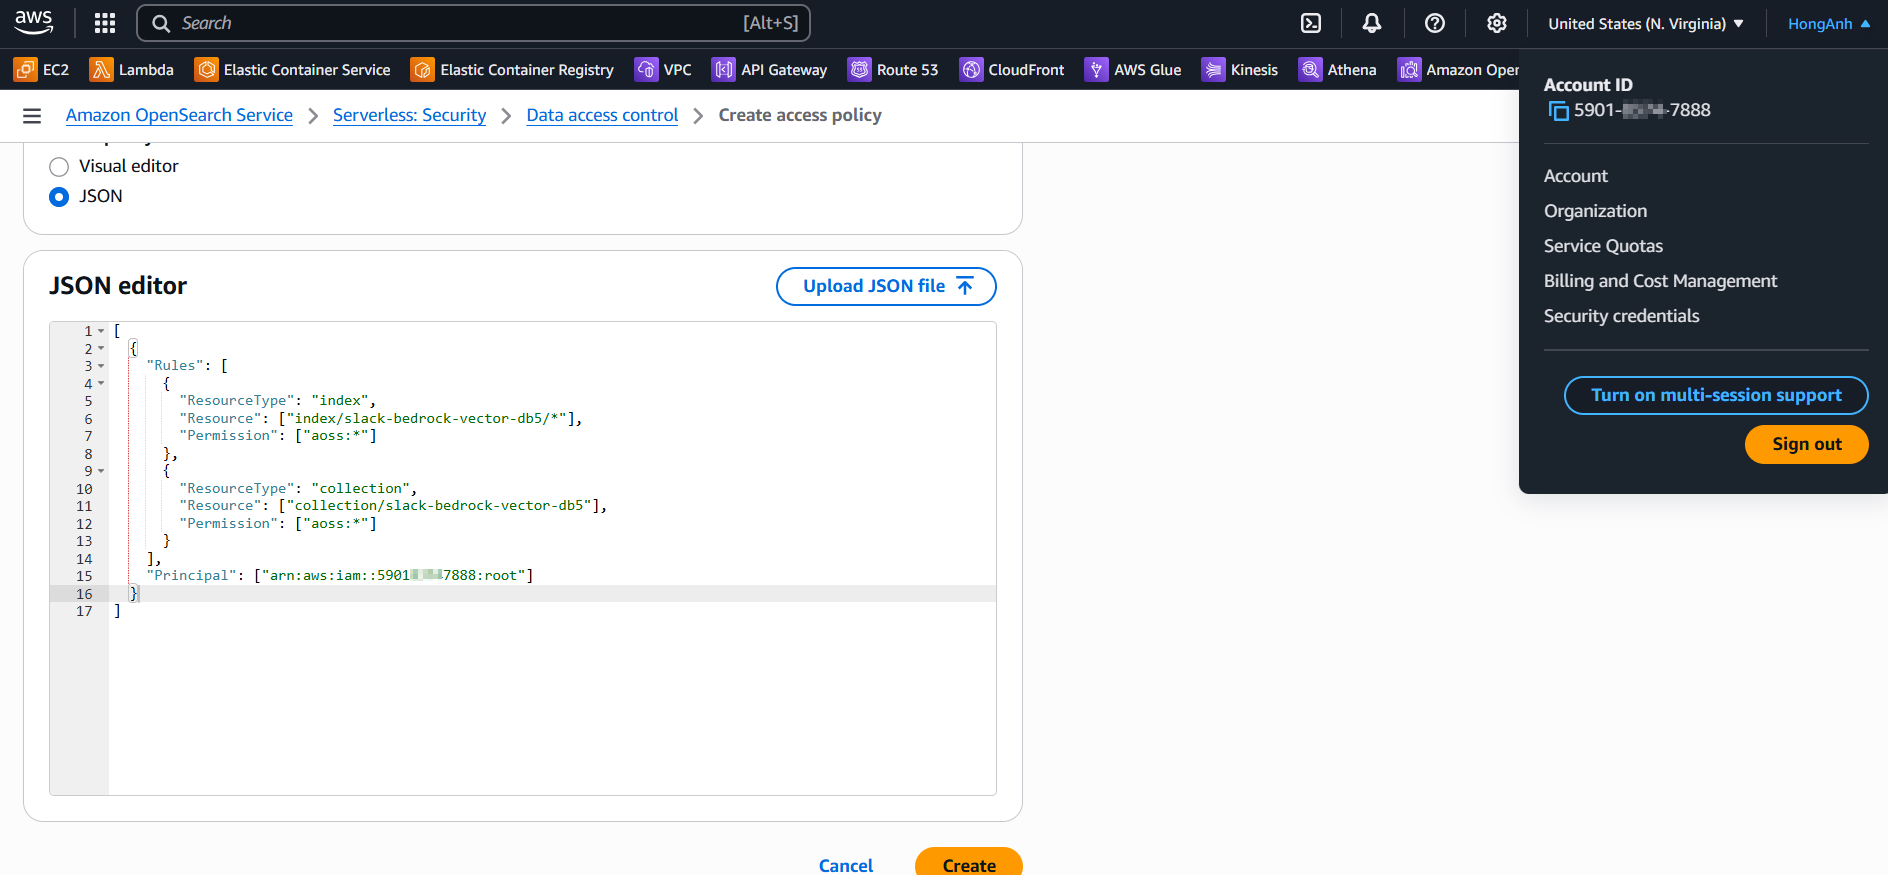 aws
Search [Alt+S]
United States (N. Virginia)
HongAnh
EC2
Lambda
Elastic Container Service
Elastic Container Registry
VPC
API Gateway
Route 53
CloudFront
AWS Glue
Kinesis
Athena
Amazon Oper
Amazon OpenSearch Service
Serverless: Security
Data access control
Create access policy
Visual editor
JSON
JSON editor
Upload JSON file
1 [
2 {
3 "Rules": [
4 {
5 "ResourceType": "index",
6 "Resource": ["index/slack-bedrock-vector-db5/*"],
7 "Permission": ["aoss:*"]
8 },
9 {
10 "ResourceType": "collection",
11 "Resource": ["collection/slack-bedrock-vector-db5"],
12 "Permission": ["aoss:*"]
13 }
14 ],
15 "Principal": ["arn:aws:iam::5901 7888:root"]
16 }
17 ]
Cancel
Create
Account ID
5901- -7888
Account
Organization
Service Quotas
Billing and Cost Management
Security credentials
Turn on multi-session support
Sign out